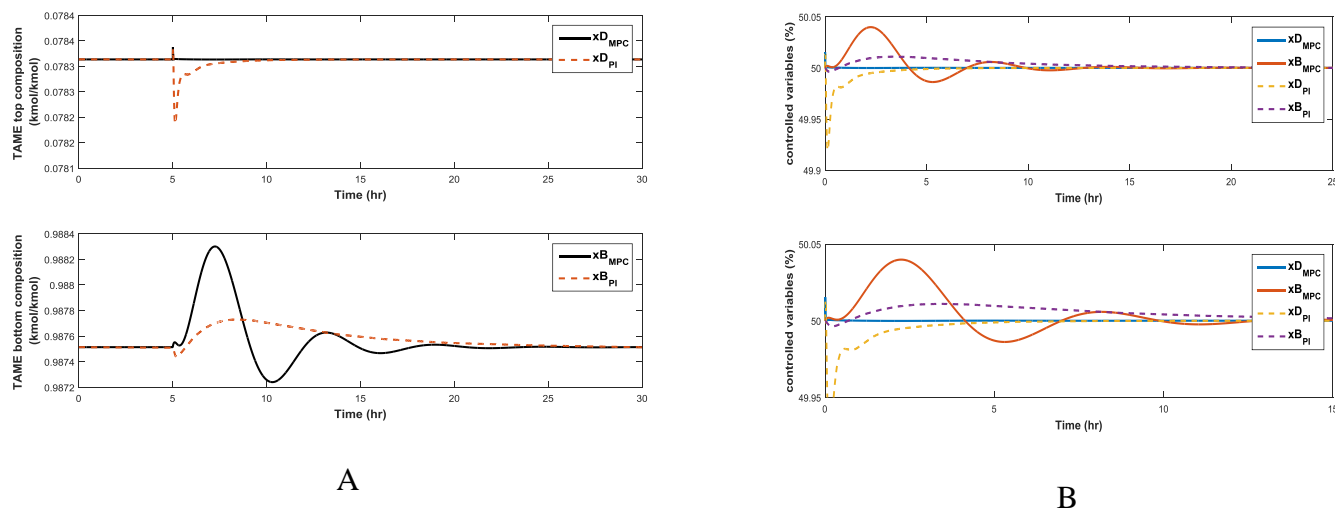 TAME top composition
(kmol/kmol)
0.0784
0.0784
0.0783
0.0783
0.0782
0.0782
0.0781
0 5 10 15 20 25 30
Time (hr)
xD_MPC
xD_PI
TAME bottom composition
(kmol/kmol)
0.9884
0.9882
0.988
0.9878
0.9876
0.9874
0.9872
0 5 10 15 20 25 30
Time (hr)
xB_MPC
xB_PI
A
controlled variables (%)
50.05
50
49.95
49.9
0 5 10 15 20 25
Time (hr)
xD_MPC
xB_MPC
xD_PI
xB_PI
controlled variables (%)
50.05
50
49.95
0 5 10 15
Time (hr)
xD_MPC
xB_MPC
xD_PI
xB_PI
B